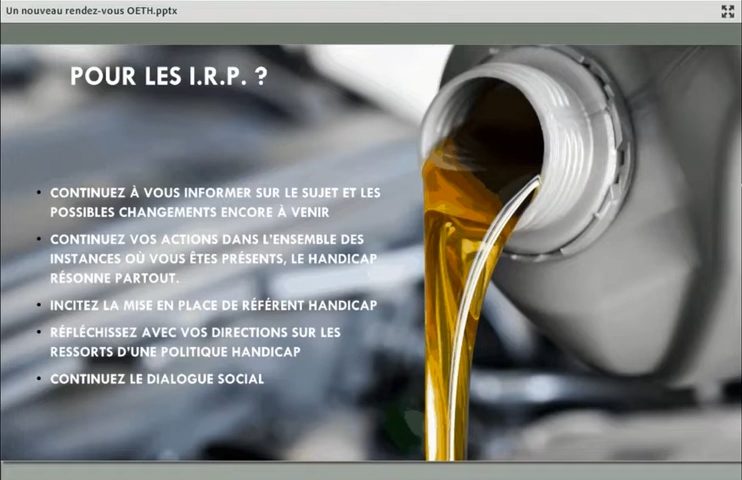 Un nouveau rendez-vous OETH.pptx
POUR LES I.R.P. ?
• CONTINUEZ À VOUS INFORMER SUR LE SUJET ET LES
POSSIBLES CHANGEMENTS ENCORE À VENIR
• CONTINUEZ VOS ACTIONS DANS L'ENSEMBLE DES
INSTANCES OÙ VOUS ÊTES PRÉSENTS, LE HANDICAP
RÉSONNE PARTOUT.
• INCITEZ LA MISE EN PLACE DE RÉFÉRENT HANDICAP
• RÉFLÉCHISSEZ AVEC VOS DIRECTIONS SUR LES
RESSORTS D'UNE POLITIQUE HANDICAP
• CONTINUEZ LE DIALOGUE SOCIAL